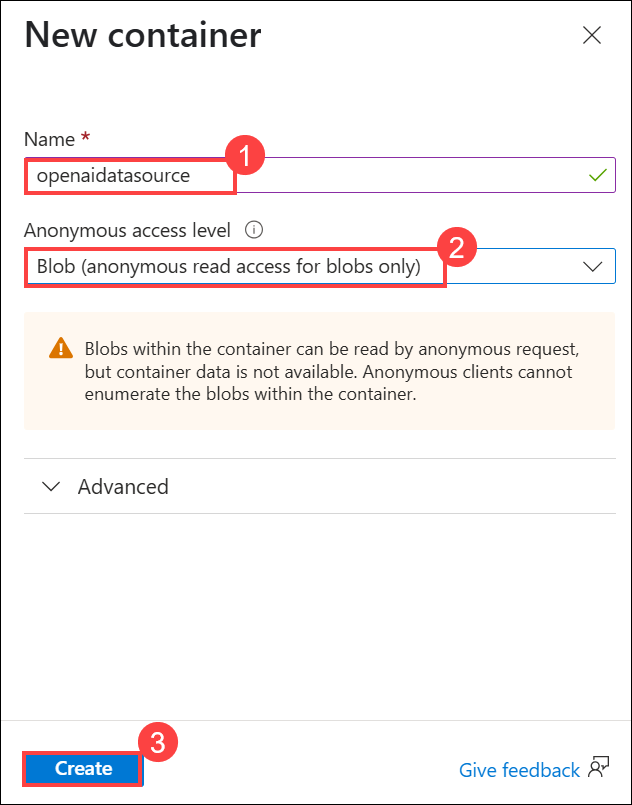 New container
Name *
1
openaidatasource
Anonymous access level
2
Blob (anonymous read access for blobs only)
Blobs within the container can be read by anonymous request,
but container data is not available. Anonymous clients cannot
enumerate the blobs within the container.
Advanced
3
Create
Give feedback